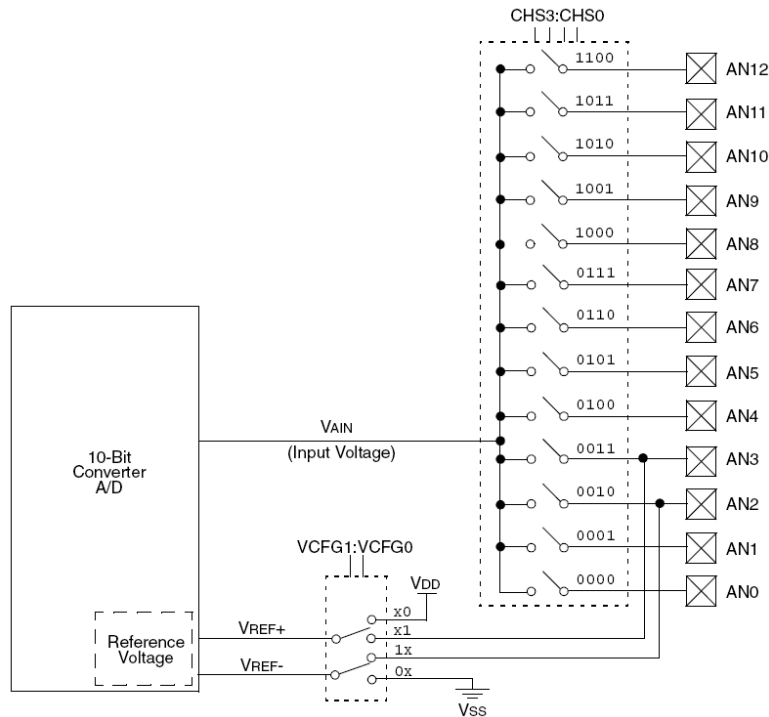 CHS3:CHS0
1100
AN12
1011
AN11
1010
AN10
1001
AN9
1000
AN8
0111
AN7
0110
AN6
0101
AN5
0100
AN4
VAIN
(Input Voltage)
10-Bit
Converter
A/D
0011
AN3
0010
AN2
0001
AN1
0000
AN0
VCFG1:VCFG0
VDD
Reference
Voltage
VREF+
VREF-
x0
x1
1x
0x
VSS